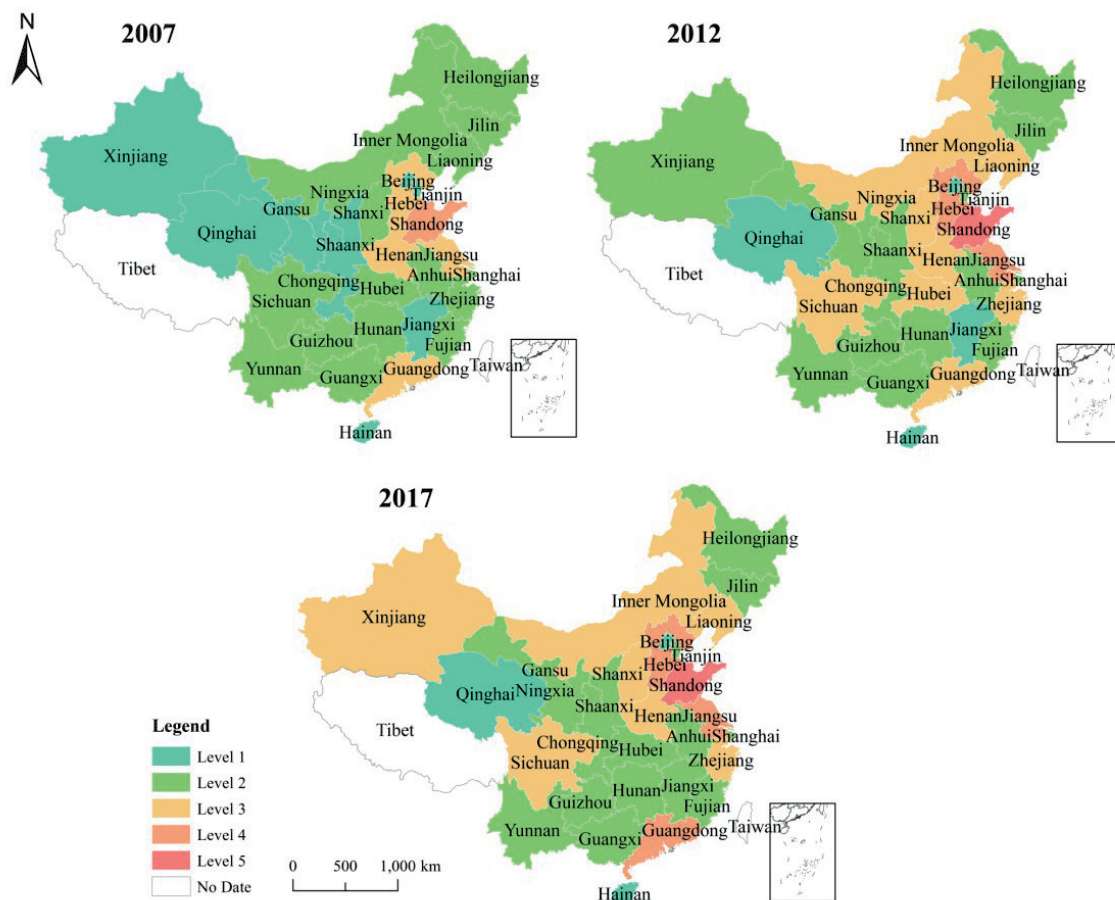 N
2007
Heilongjiang
Jilin
Inner Mongolia
Liaoning
Xinjiang
Beijing
Ningxia
Tianjin
Gansu
Shanxi
Hebei
Shandong
Qinghai
Shaanxi
HenanJiangsu
Tibet
Chongqing
AnhuiShanghai
Sichuan
Hubei
Zhejiang
Hunan
Jiangxi
Guizhou
Fujian
Yunnan
Guangxi
Guangdong
Taiwan
Hainan
2012
Heilongjiang
Jilin
Inner Mongolia
Liaoning
Xinjiang
Beijing
Ningxia
Tianjin
Gansu
Shanxi
Hebei
Shandong
Qinghai
Shaanxi
HenanJiangsu
Tibet
Chongqing
AnhuiShanghai
Sichuan
Hubei
Zhejiang
Hunan
Jiangxi
Guizhou
Fujian
Yunnan
Guangxi
Guangdong
Taiwan
Hainan
2017
Heilongjiang
Jilin
Inner Mongolia
Liaoning
Xinjiang
Beijing
Tianjin
Gansu
Shanxi
Hebei
Qinghai
Ningxia
Shandong
Shaanxi
HenanJiangsu
Tibet
Chongqing
AnhuiShanghai
Sichuan
Hubei
Zhejiang
Hunan
Jiangxi
Guizhou
Fujian
Yunnan
Guangxi
Guangdong
Taiwan
Hainan
Legend
Level 1
Level 2
Level 3
Level 4
Level 5
No Date
0 500 1,000 km